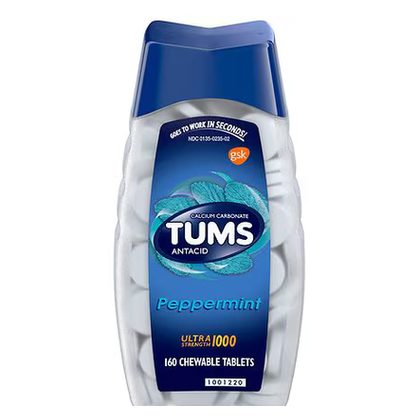 GOES TO WORK IN SECONDS!
NDC 0135-0235-02
gsk
CALCIUM CARBONATE
TUMS
ANTACID
Peppermint
ULTRA
STRENGTH 1000
160 CHEWABLE TABLETS
1001220